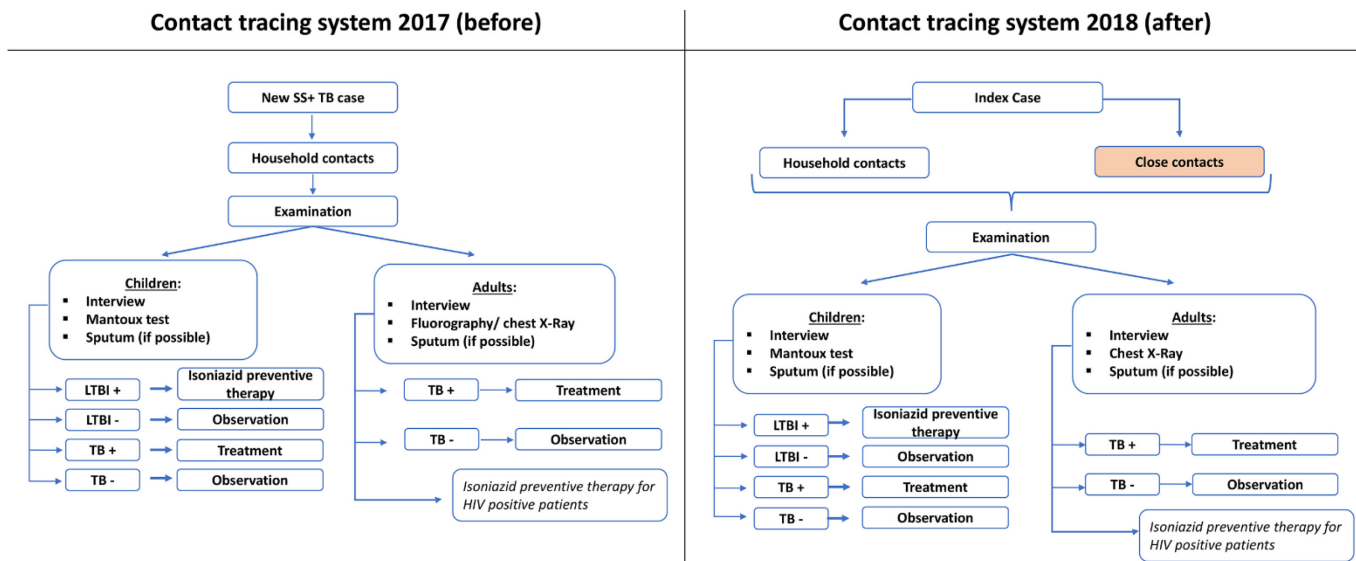 Contact tracing system 2017 (before)
New SS+ TB case
Household contacts
Examination
Children:
▪ Interview
▪ Mantoux test
▪ Sputum (if possible)
Adults:
▪ Interview
▪ Fluorography/ chest X-Ray
▪ Sputum (if possible)
LTBI +
Isoniazid preventive
therapy
LTBI -
Observation
TB +
Treatment
TB -
Observation
TB +
Treatment
TB -
Observation
Isoniazid preventive therapy for
HIV positive patients
Contact tracing system 2018 (after)
Index Case
Household contacts
Close contacts
Examination
Children:
▪ Interview
▪ Mantoux test
▪ Sputum (if possible)
Adults:
▪ Interview
▪ Chest X-Ray
▪ Sputum (if possible)
LTBI +
Isoniazid preventive
therapy
LTBI -
Observation
TB +
Treatment
TB -
Observation
TB +
Treatment
TB -
Observation
Isoniazid preventive therapy for
HIV positive patients